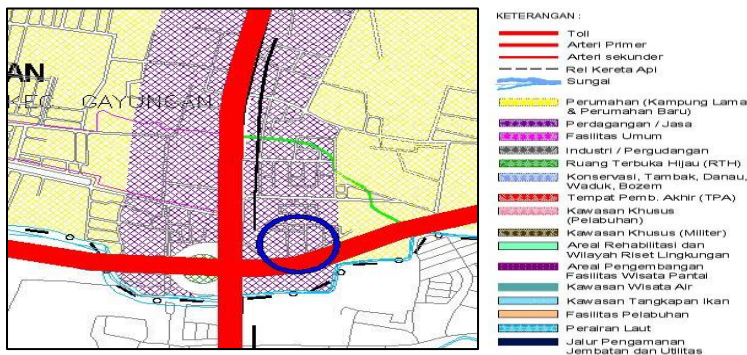 AN
KEC. GAYUNGAN
KETERANGAN :
Toll
Arteri Primer
Arteri sekunder
Rel Kereta Api
Sungai
Perumahan (Kampung Lama
& Perumahan Baru)
Perdagangan / Jasa
Fasilitas Umum
Industri / Pergudangan
Ruang Terbuka Hijau (RTH)
Konservasi, Tambak, Danau,
Waduk, Bozem
Tempat Pemb. Akhir (TPA)
Kawasan Khusus
(Pelabuhan)
Kawasan Khusus (Militer)
Areal Rehabilitasi dan
Wilayah Riset Lingkungan
Areal Pengembangan
Fasilitas Wisata Pantai
Kawasan Wisata Air
Kawasan Tangkapan Ikan
Fasilitas Pelabuhan
Perairan Laut
Jalur Pengaman
Jembatan dan Utilitas